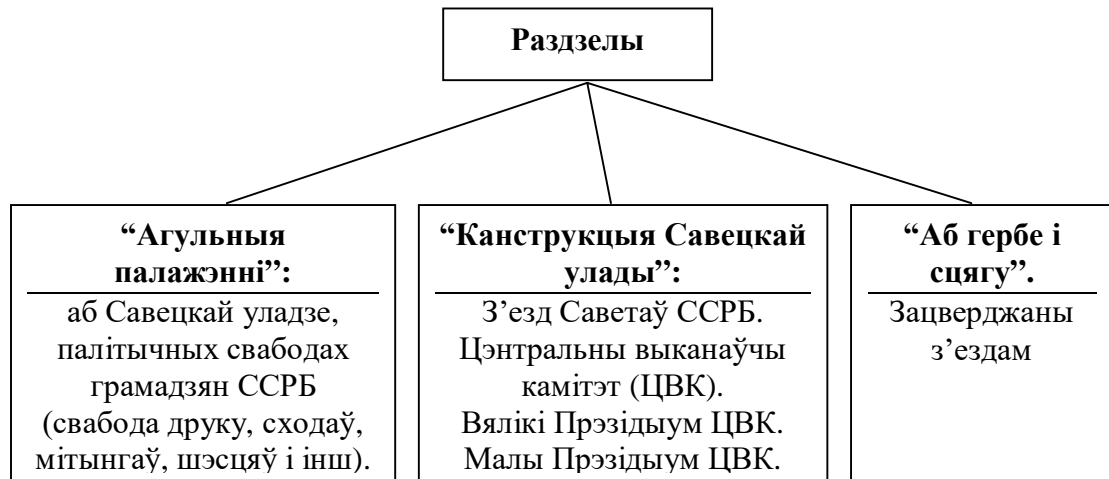 Раздзелы
“Агульныя
палажэнні”:
аб Савецкай уладзе,
палітычных свабодах
грамадзян ССРБ
(свабода друку, сходаў,
мітынгаў, шэсцяў і інш).
“Канструкцыя Савецкай
улады”:
З’езд Саветаў ССРБ.
Цэнтральны выканаўчы
камітэт (ЦВК).
Вялікі Прэзідыум ЦВК.
Малы Прэзідыум ЦВК.
“Аб гербе і
сцягу”.
Зацверджаны
з’ездам